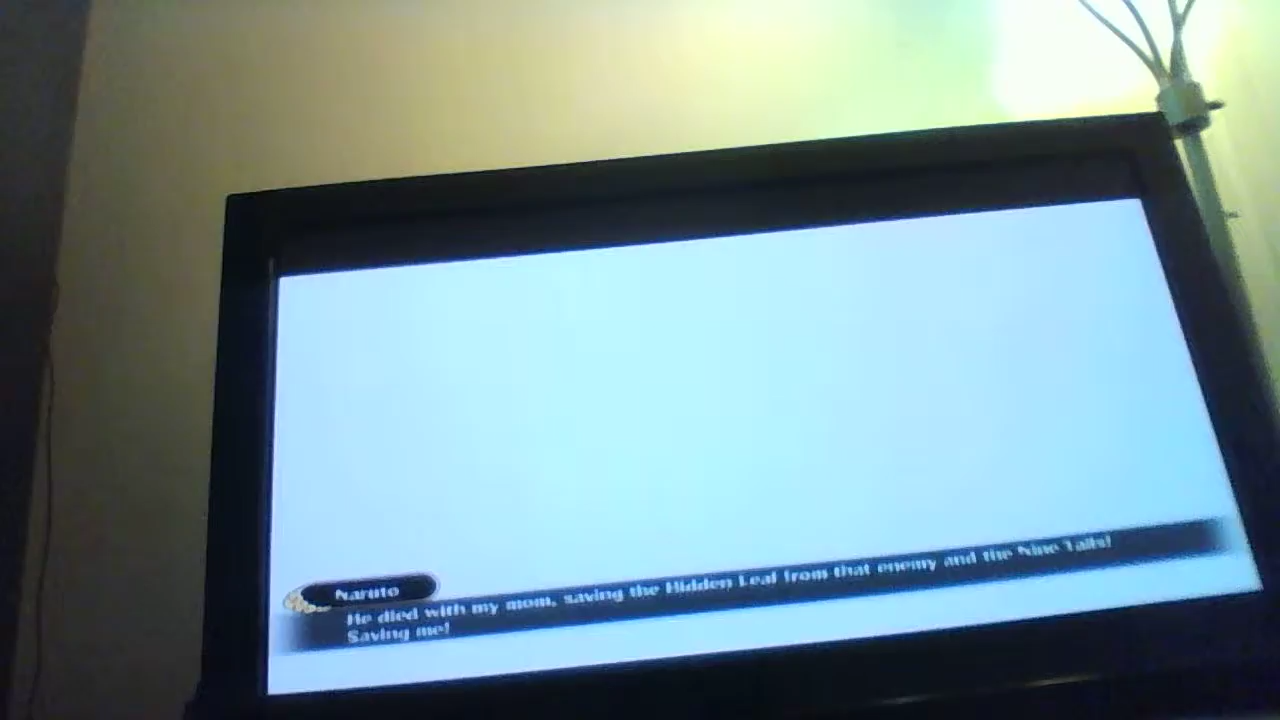 Naruto
He died with my mom, saving the Hidden Leaf from that enemy and the Nine Tails!
Saving me!